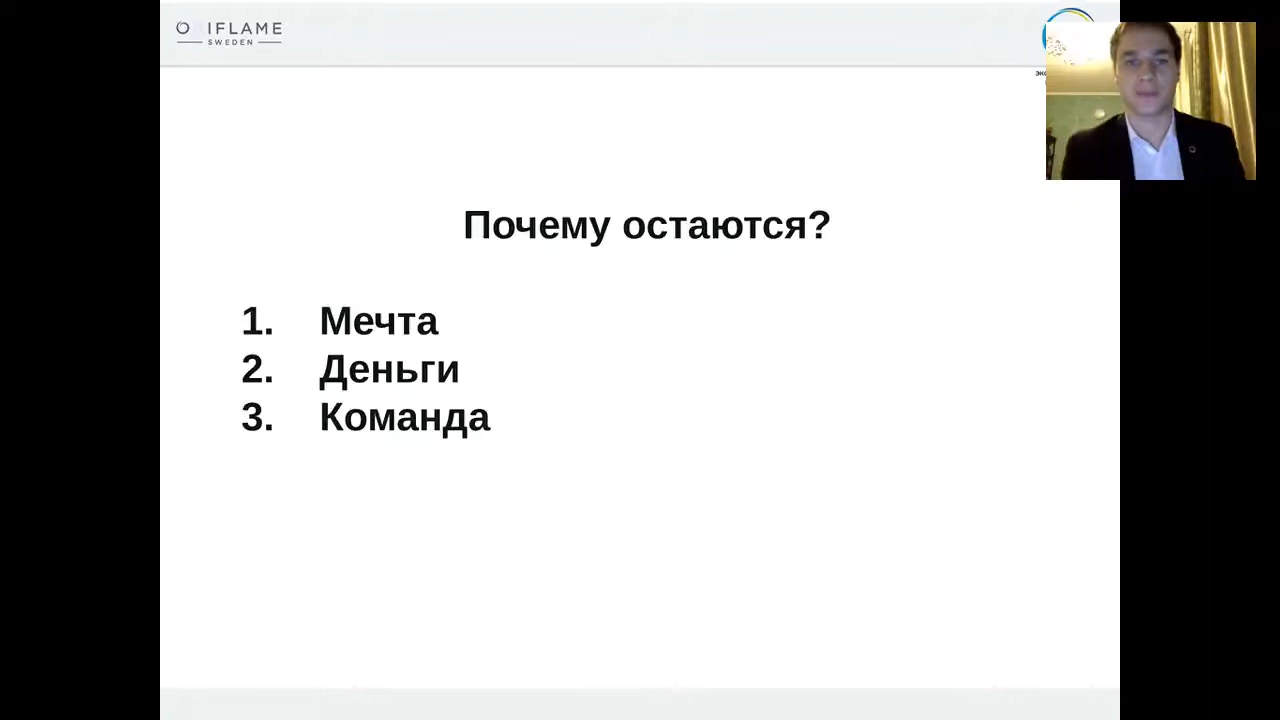 ORIFLAME
SWEDEN
Почему остаются?
1. Мечта
2. Деньги
3. Команда